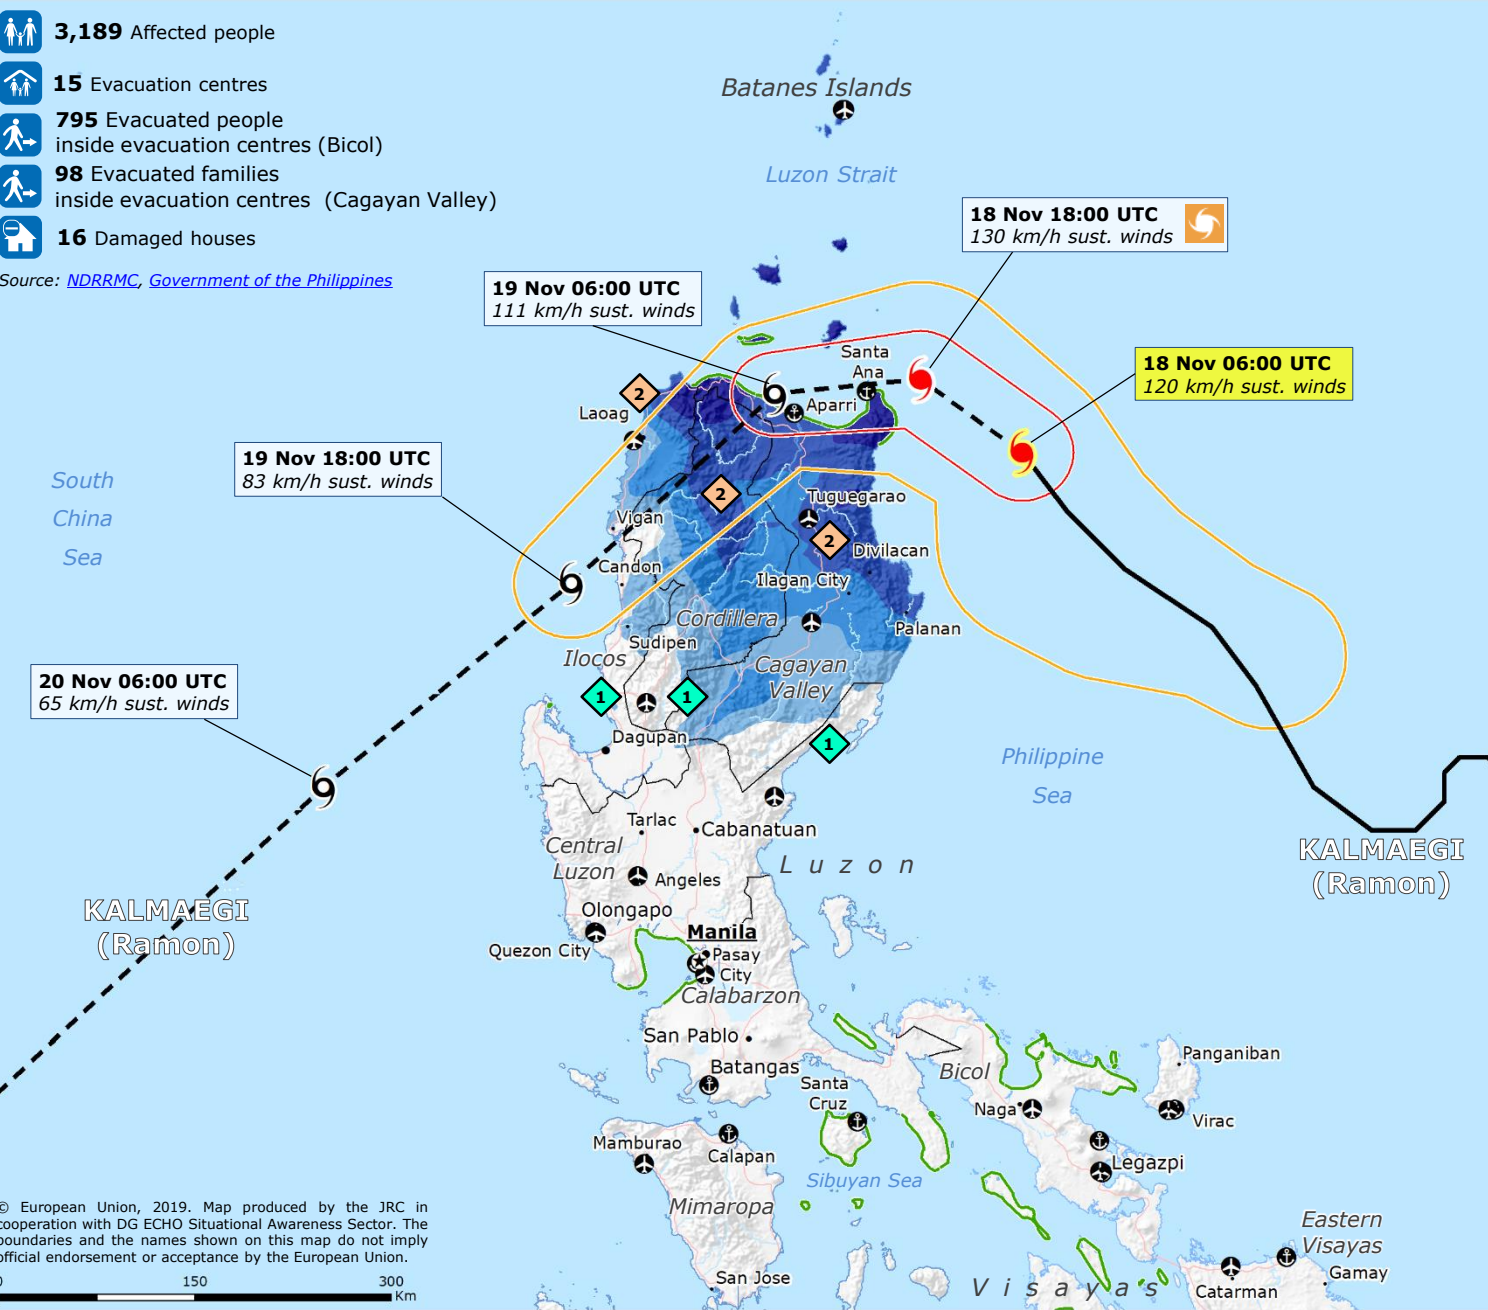 3,189 Affected people
15 Evacuation centres
795 Evacuated people
inside evacuation centres (Bicol)
98 Evacuated families
inside evacuation centres (Cagayan Valley)
16 Damaged houses
Source: NDRRMC, Government of the Philippines
Batanes Islands
Luzon Strait
18 Nov 18:00 UTC
130 km/h sust. winds
19 Nov 06:00 UTC
111 km/h sust. winds
18 Nov 06:00 UTC
120 km/h sust. winds
Santa
Ana
Aparri
2
Laoag
19 Nov 18:00 UTC
83 km/h sust. winds
South
China
Sea
2
Tuguegarao
Vigan
2
Divilacan
Candon
Ilagan City
Cordillera
Palanan
Sudipen
Ilocos
Cagayan
Valley
20 Nov 06:00 UTC
65 km/h sust. winds
1
1
Dagupan
1
Philippine
Sea
Tarlac
Cabanatuan
Central
Luzon
Luzon
KALMAEGI
(Ramon)
Angeles
KALMAEGI
(Ramon)
Olongapo
Manila
Quezon City
Pasay
City
Calabarzon
San Pablo
Batangas
Bicol
Panganiban
Santa
Cruz
Naga
Virac
Mamburao
Calapan
Legazpi
Sibuyan Sea
Mimaropa
© European Union, 2019. Map produced by the JRC in
cooperation with DG ECHO Situational Awareness Sector. The
boundaries and the names shown on this map do not imply
official endorsement or acceptance by the European Union.
Eastern
Visayas
0 150 300
Km
San Jose
Visayas
Gamay
Catarman